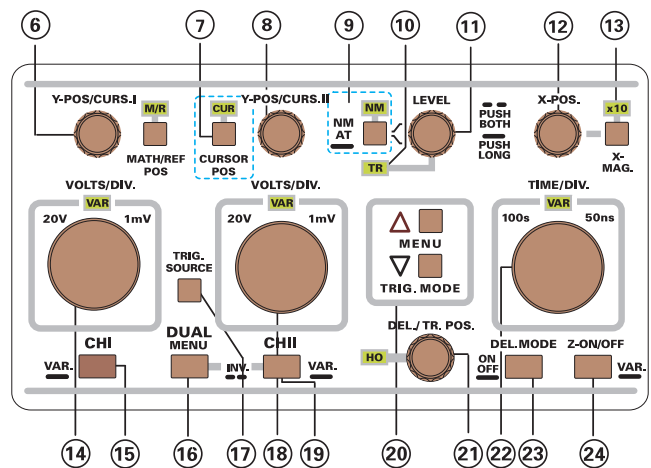 6 7 8 9 10 11 12 13
Y-POS/CURS.I
M/R
MATH/REF
POS
CUR
CURSOR
POS
Y-POS/CURS.II
NM
AT
NM
TR
LEVEL
PUSH
BOTH
PUSH
LONG
X-POS.
x10
X-
MAG.
VOLTS/DIV.
VAR
20V 1mV
TRIG.
SOURCE
VOLTS/DIV.
VAR
20V 1mV
MENU
TRIG. MODE
TIME/DIV.
VAR
100s 50ns
VAR.
CHI
DUAL
MENU
INV.
CHII
VAR.
HO
DEL./ TR. POS.
ON
OFF
DEL.MODE
Z-ON/OFF
VAR.
14 15 16 17 18 19 20 21 22 23 24